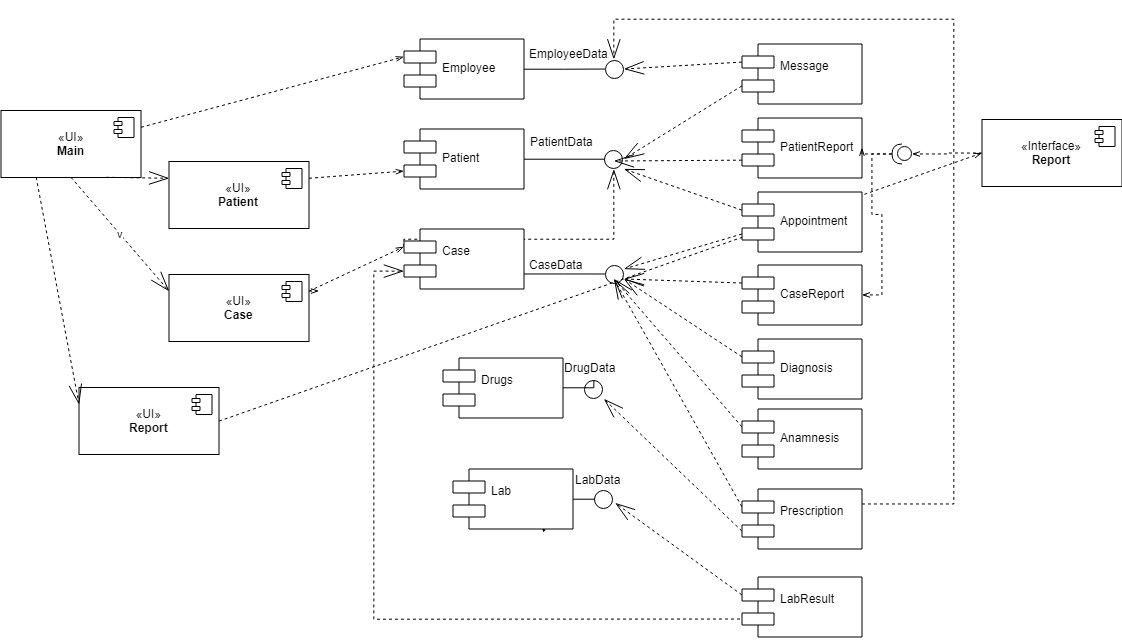 EmployeeData
Employee
Message
«UI»
Main
PatientData
Patient
PatientReport
«Interface»
Report
«UI»
Patient
Appointment
v.
Case
CaseData
«UI»
Case
CaseReport
DrugData
Drugs
Diagnosis
«UI»
Report
Anamnesis
LabData
Lab
Prescription
LabResult